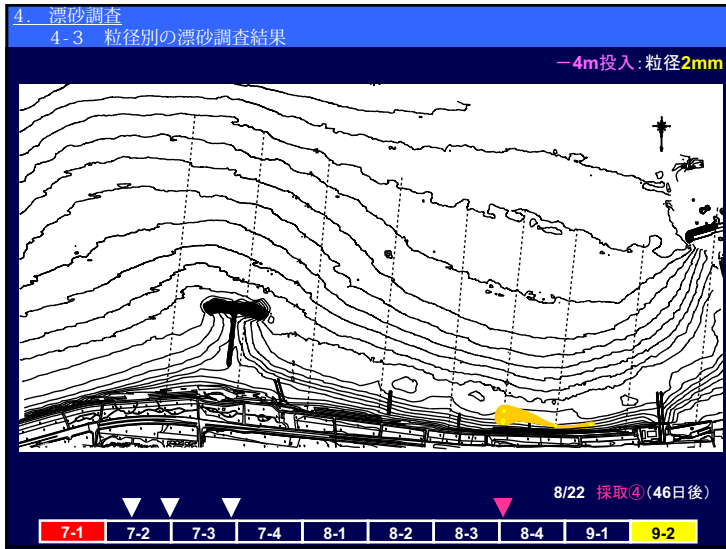 4. 漂砂調査
4-3 粒径別の漂砂調査結果
－4m投入:粒径2mm
8/22 採取④(46日後)
7-1 7-2 7-3 7-4 8-1 8-2 8-3 8-4 9-1 9-2